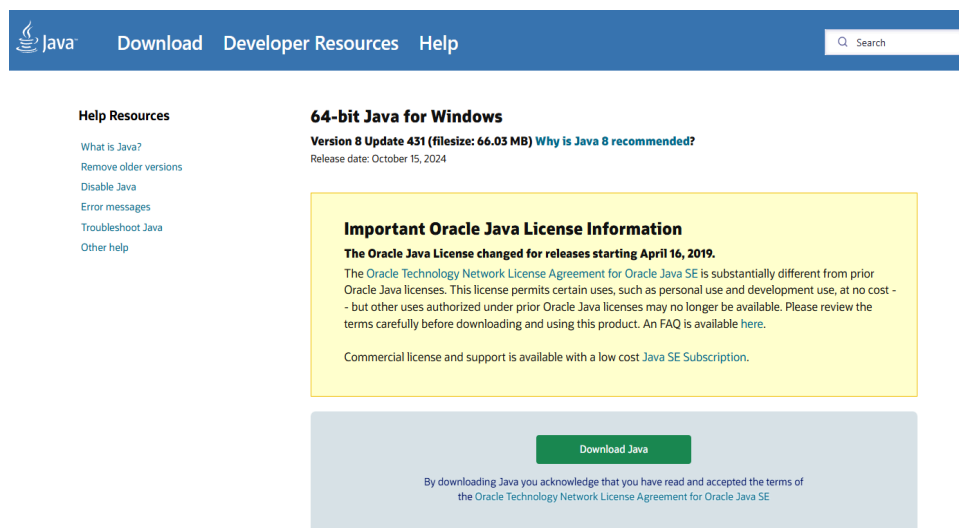 Java™
Download Developer Resources Help
Search
Help Resources
What is Java?
Remove older versions
Disable Java
Error messages
Troubleshoot Java
Other help
64-bit Java for Windows
Version 8 Update 431 (filesize: 66.03 MB) Why is Java 8 recommended?
Release date: October 15, 2024
Important Oracle Java License Information
The Oracle Java License changed for releases starting April 16, 2019.
The Oracle Technology Network License Agreement for Oracle Java SE is substantially different from prior
Oracle Java licenses. This license permits certain uses, such as personal use and development use, at no cost -
- but other uses authorized under prior Oracle Java licenses may no longer be available. Please review the
terms carefully before downloading and using this product. An FAQ is available here.
Commercial license and support is available with a low cost Java SE Subscription.
Download Java
By downloading Java you acknowledge that you have read and accepted the terms of
the Oracle Technology Network License Agreement for Oracle Java SE